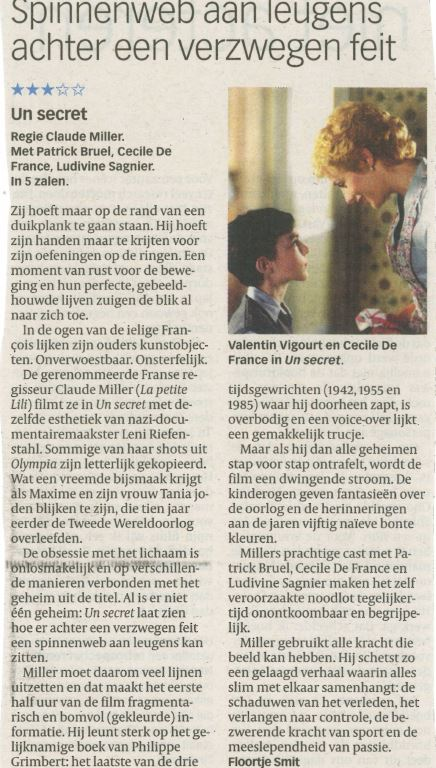 Spinnenweb aan leugens
achter een verzwegen feit
★★★☆☆
Un secret
Regie Claude Miller.
Met Patrick Bruel, Cecile De
France, Ludivine Sagnier.
In 5 zalen.
Zij hoeft maar op de rand van een
duikplank te gaan staan. Hij hoeft
zijn handen maar te krijten voor
zijn oefeningen op de ringen. Een
moment van rust voor de bewe-
ging en hun perfecte, gebeeld-
houwde lijven zuigen de blik al
naar zich toe.
In de ogen van de ielige Fran-
çois lijken zijn ouders kunstobjec-
ten. Onverwoestbaar. Onsterfelijk.
De gerenommeerde Franse re-
gisseur Claude Miller (La petite
Lili) filmt ze in Un secret met de-
zelfde esthetiek van nazi-docu-
mentairemaakster Leni Riefen-
stahl. Sommige van haar shots uit
Olympia zijn letterlijk gekopieerd.
Wat een vreemde bijsmaak krijgt
als Maxime en zijn vrouw Tania jo-
den blijken te zijn, die tien jaar
eerder de Tweede Wereldoorlog
overleefden.
De obsessie met het lichaam is
onlosmakelijk en op verschillen-
de manieren verbonden met het
geheim uit de titel. Al is er niet
één geheim: Un secret laat zien
hoe er achter een verzwegen feit
een spinnenweb aan leugens kan
zitten.
Miller moet daarom veel lijnen
uitzetten en dat maakt het eerste
half uur van de film fragmenta-
risch en bomvol (gekleurde) in-
formatie. Hij leunt sterk op het ge-
lijknamige boek van Philippe
Grimbert: het laatste van de drie
Valentin Vigourt en Cecile De
France in Un secret.
tijdsgewrichten (1942, 1955 en
1985) waar hij doorheen zapt, is
overbodig en een voice-over lijkt
een gemakkelijk trucje.
Maar als hij dan alle geheimen
stap voor stap ontrafelt, wordt de
film een dwingende stroom. De
kinderogen geven fantasieën over
de oorlog en de herinneringen
aan de jaren vijftig naïeve bonte
kleuren.
Millers prachtige cast met Pa-
trick Bruel, Cecile De France en
Ludivine Sagnier maken het zelf
veroorzaakte noodlot tegelijker-
tijd onontkoombaar en begrijpe-
lijk.
Miller gebruikt alle kracht die
beeld kan hebben. Hij schetst zo
een gelaagd verhaal waarin alles
slim met elkaar samenhangt: de
schaduwen van het verleden, het
verlangen naar controle, de be-
zwerende kracht van sport en de
meeslependheid van passie.
Floortje Smit